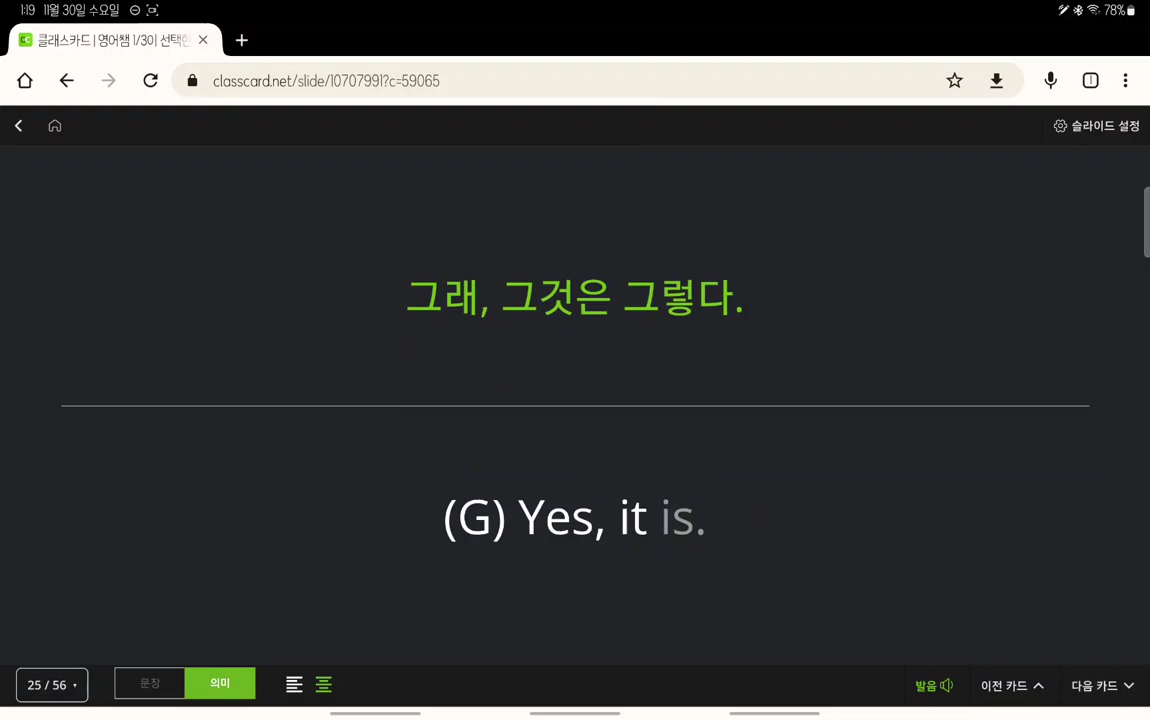 1:19 11월 30일 수요일
78%
클래스카드 | 영어쌤 1/3이 선택한
classcard.net/slide/10707991?c=59065
1
슬라이드 설정
그래, 그것은 그렇다.
(G) Yes, it is.
25 / 56
문장
의미
발음
이전 카드
다음 카드